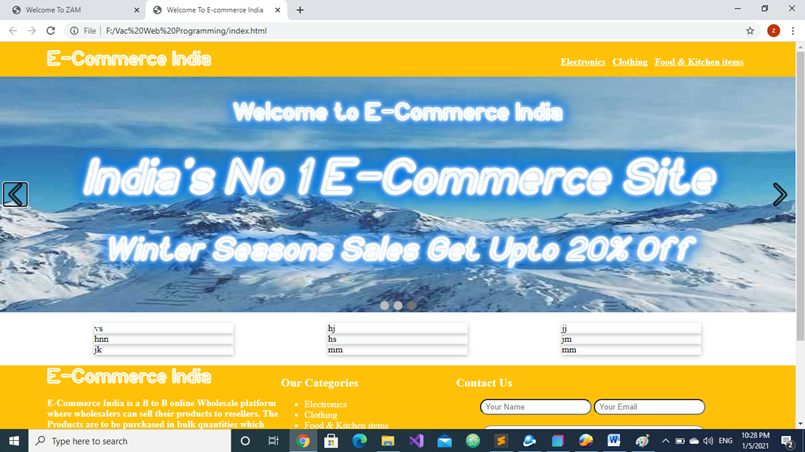 Welcome To ZAM
Welcome To E-commerce India
File F:/Vac%20Web%20Programming/index.html
z
E-Commerce India
Electronics Clothing Food & Kitchen items
Welcome to E-Commerce India
India's No 1 E-Commerce Site
Winter Seasons Sales Get Upto 20% Off
vs hj jj
hnn hs jm
jk mm mm
E-Commerce India
E-Commerce India is a B to B online Wholesale platform
where wholesalers can sell their products to resellers. The
Products are to be purchased in bulk quantities which
Our Categories
Electronics
Clothing
Food & Kitchen items
Contact Us
Your Name Your Email
Type here to search
ENG
10:28 PM
1/5/2021
2